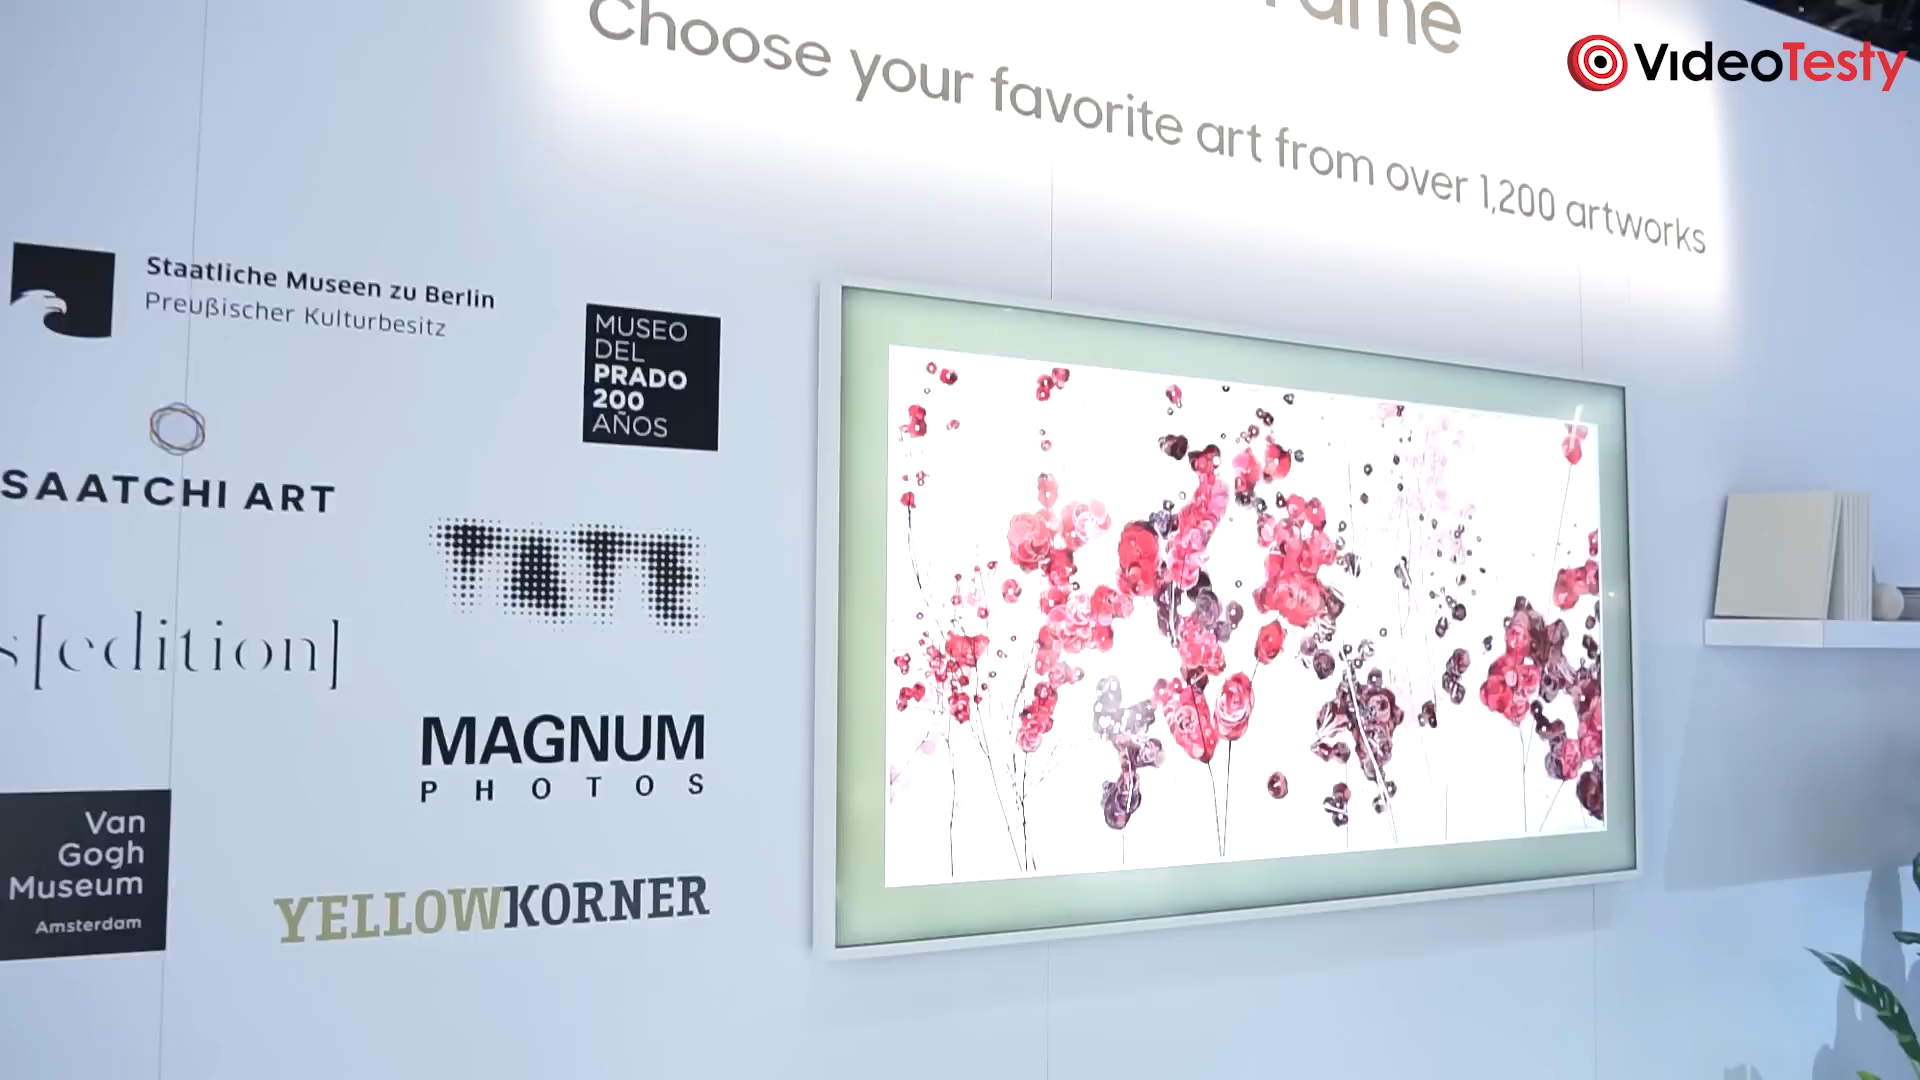 rame
Choose your favorite art from over 1,200 artworks
VideoTesty
Staatliche Museen zu Berlin
Preußischer Kulturbesitz
MUSEO
DEL
PRADO
200
AÑOS
SAATCHI ART
TATE
s[edition]
MAGNUM
PHOTOS
Van
Gogh
Museum
Amsterdam
YELLOWKORNER